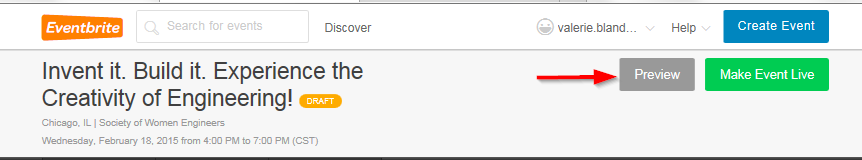 Eventbrite Search for events Discover valerie.bland... Help Create Event
Invent it. Build it. Experience the Preview Make Event Live
Creativity of Engineering! DRAFT
Chicago, IL | Society of Women Engineers
Wednesday, February 18, 2015 from 4:00 PM to 7:00 PM (CST)